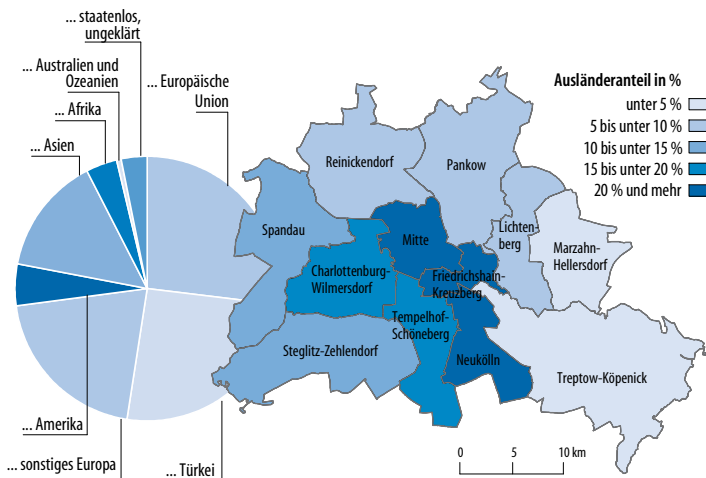 ... staatenlos,
ungeklärt
... Australien und
Ozeanien
... Afrika
... Asien
... Europäische
Union
... Amerika
... sonstiges Europa
... Türkei
Ausländeranteil in %
unter 5 %
5 bis unter 10 %
10 bis unter 15 %
15 bis unter 20 %
20 % und mehr
Reinickendorf
Pankow
Spandau
Mitte
Lichten-
berg
Marzahn-
Hellersdorf
Charlottenburg-
Wilmersdorf
Friedrichshain-
Kreuzberg
Tempelhof-
Schöneberg
Steglitz-Zehlendorf
Neukölln
Treptow-Köpenick
0 5 10 km